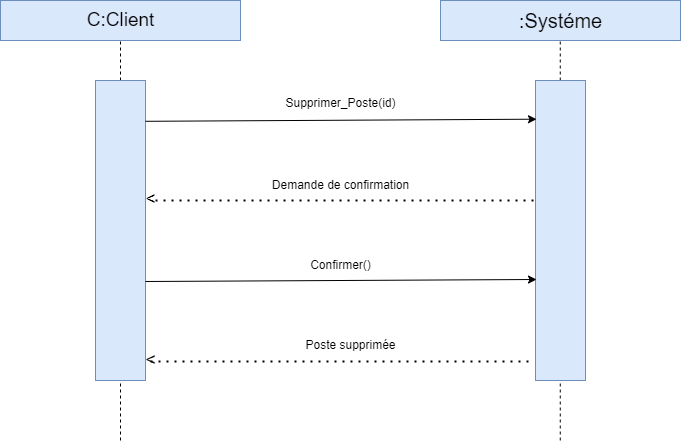 C:Client
:Systéme
Supprimer_Poste(id)
Demande de confirmation
Confirmer()
Poste supprimée